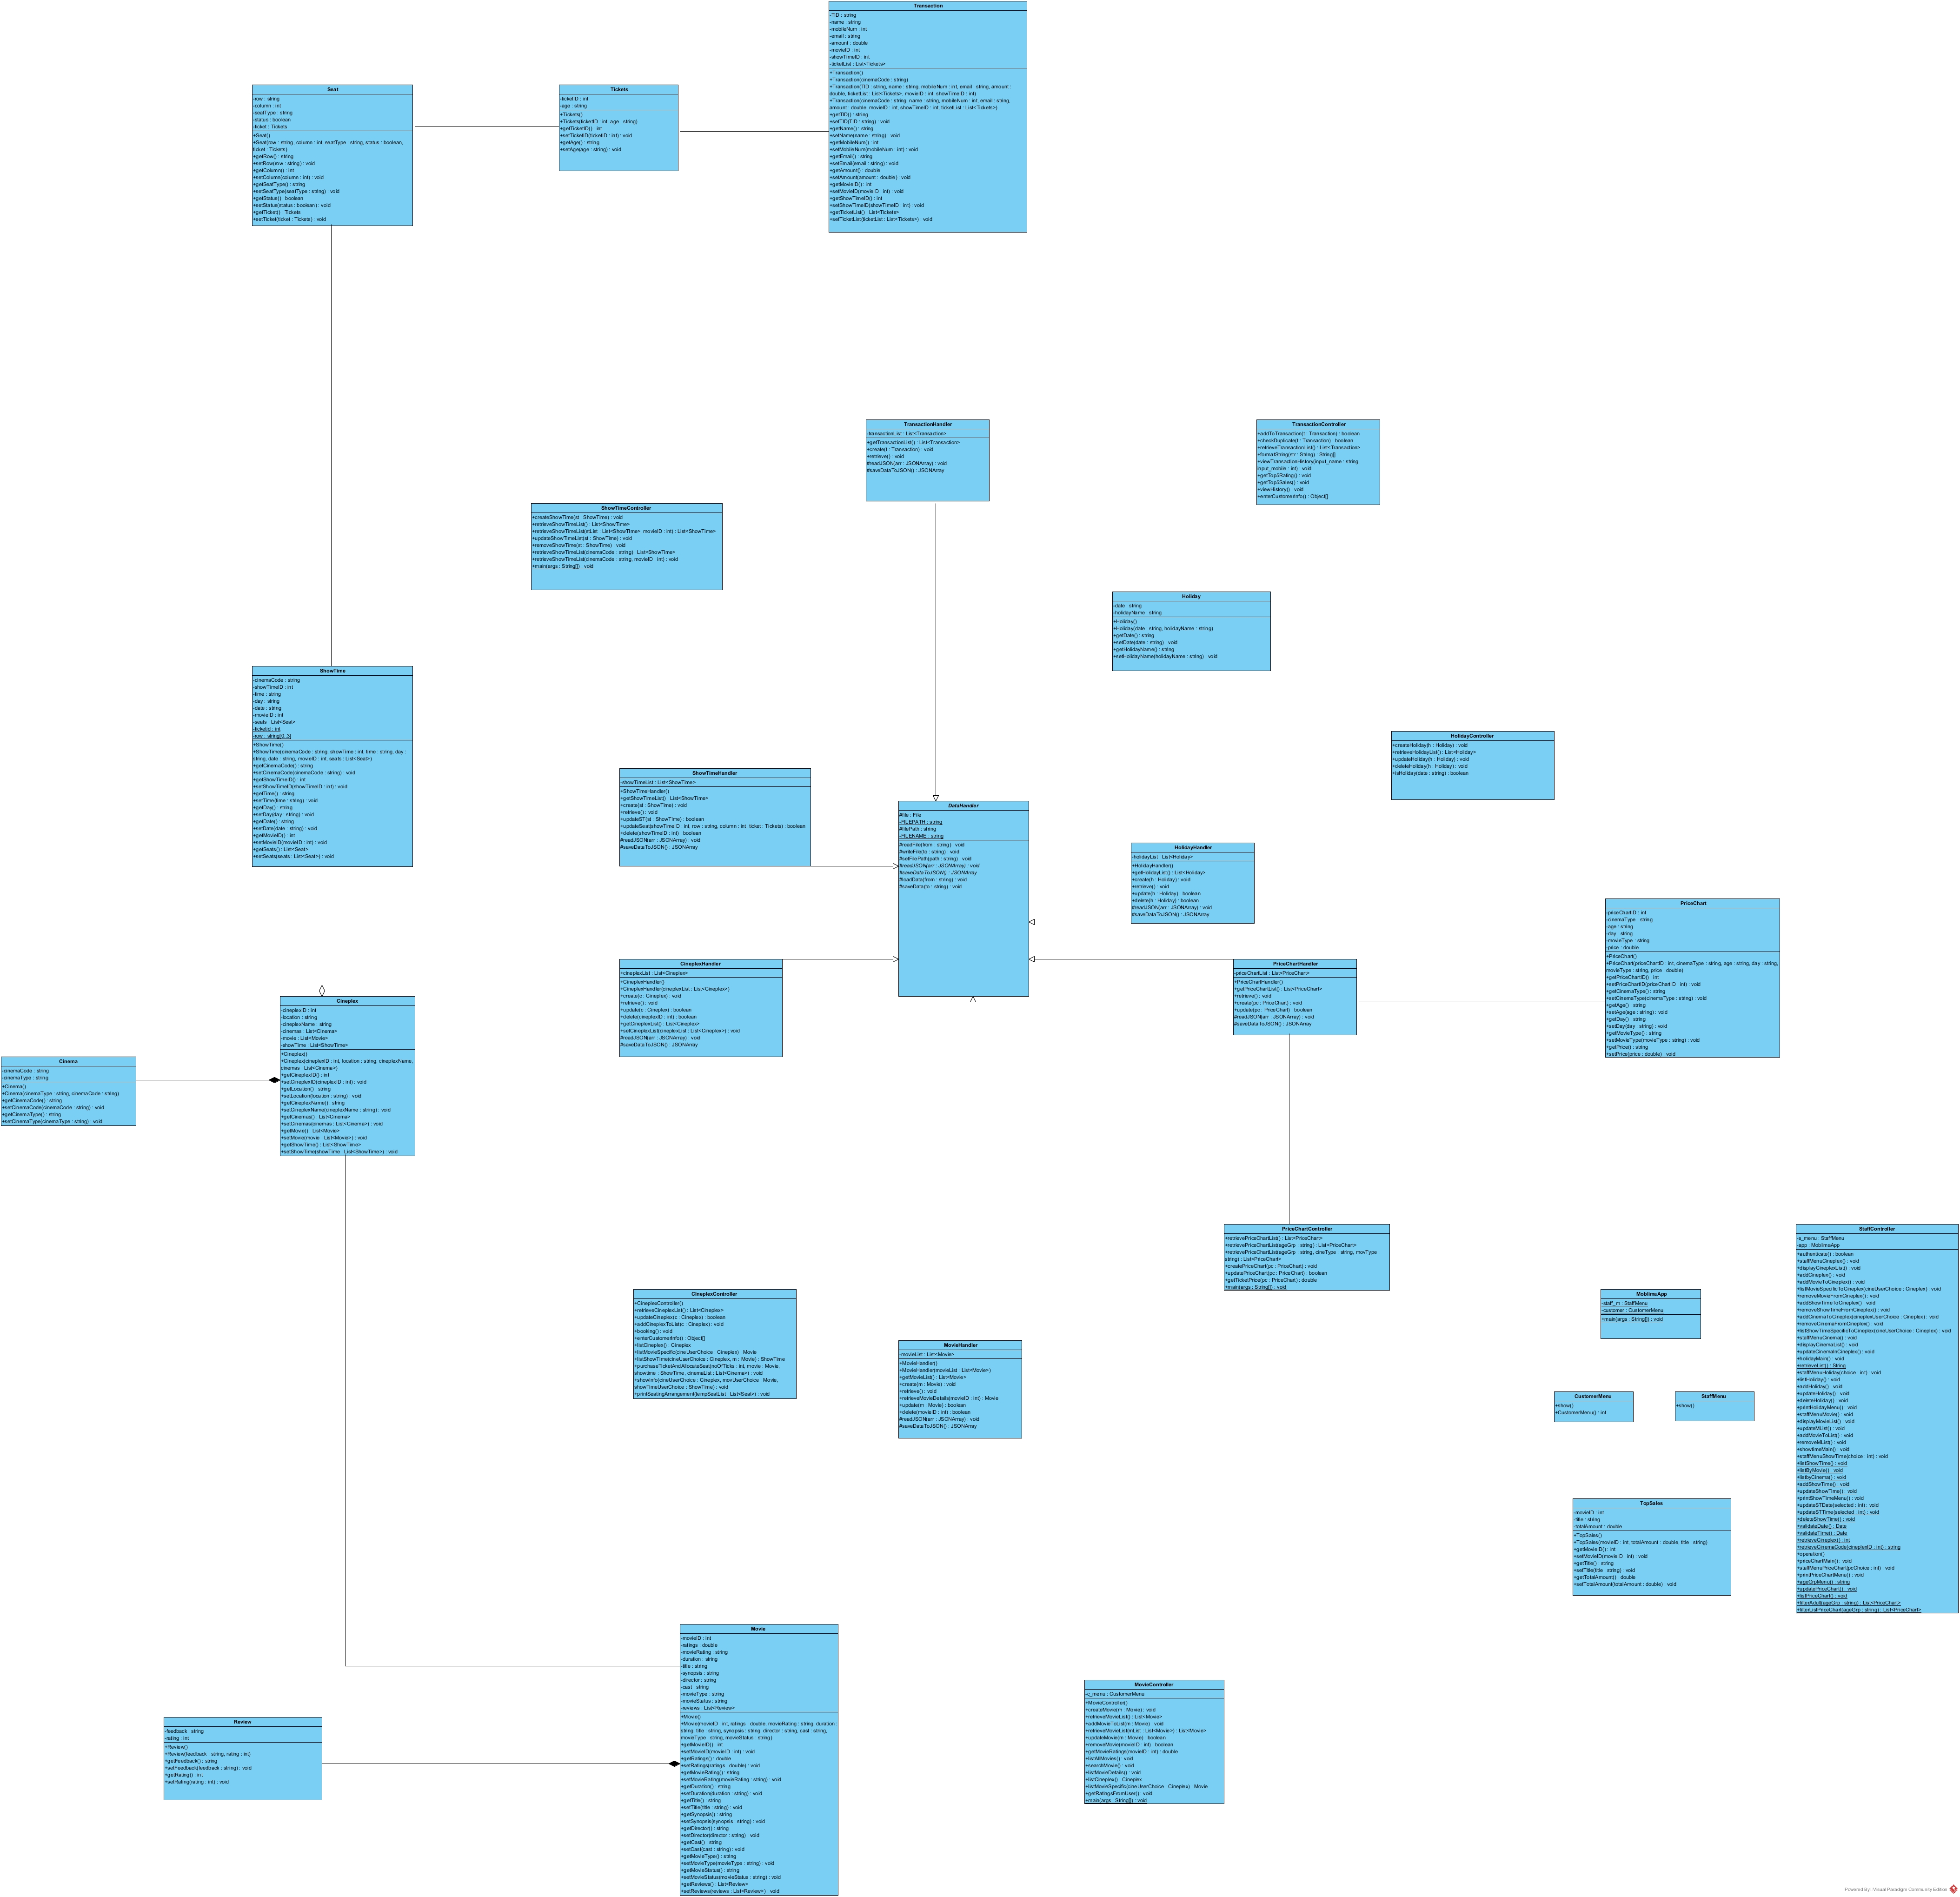 Transaction
-TID : string
-name : string
-mobileNum : int
-email : string
-amount : double
-movieID : int
-showTimeID : int
-ticketList : List<Tickets>
+Transaction()
+Transaction(cinemaCode : string)
+Transaction(TID : string, name : string, mobileNum : int, email : string, amount :
double, ticketList : List<Tickets>, movieID : int, showTimeID : int)
+Transaction(cinemaCode : string, name : string, mobileNum : int, email : string,
amount : double, movieID : int, showTimeID : int, ticketList : List<Tickets>)
+getTID() : string
+setTID(TID : string) : void
+getName() : string
+setName(name : string) : void
+getMobileNum() : int
+setMobileNum(mobileNum : int) : void
+getEmail() : string
+setEmail(email : string) : void
+getAmount() : double
+setAmount(amount : double) : void
+getMovieID() : int
+setMovieID(movieID : int) : void
+getShowTimeID() : int
+setShowTimeID(showTimeID : int) : void
+getTicketList() : List<Tickets>
+setTicketList(ticketList : List<Tickets>) : void
Seat
-row : string
-column : int
-seatType : string
-status : boolean
-ticket : Tickets
+Seat()
+Seat(row : string, column : int, seatType : string, status : boolean,
ticket : Tickets)
+getRow() : string
+setRow(row : string) : void
+getColumn() : int
+setColumn(column : int) : void
+getSeatType() : string
+setSeatType(seatType : string) : void
+getStatus() : boolean
+setStatus(status : boolean) : void
+getTicket() : Tickets
+setTicket(ticket : Tickets) : void
Tickets
-ticketID : int
-age : string
+Tickets()
+Tickets(ticketID : int, age : string)
+getTicketID() : int
+setTicketID(ticketID : int) : void
+getAge() : string
+setAge(age : string) : void
TransactionHandler
-transactionList : List<Transaction>
+getTransactionList() : List<Transaction>
+create(t : Transaction) : void
+retrieve() : void
#readJSON(arr : JSONArray) : void
#saveDataToJSON() : JSONArray
TransactionController
+addToTransaction(t : Transaction) : boolean
+checkDuplicate(t : Transaction) : boolean
+retrieveTransactionList() : List<Transaction>
+formatString(str : String) : String[]
+viewTransactionHistory(input_name : string,
input_mobile : int) : void
+getTop5Rating() : void
+getTop5Sales() : void
+viewHistory() : void
+enterCustomerInfo() : Object[]
ShowTimeController
+createShowTime(st : ShowTime) : void
+retrieveShowTimeList() : List<ShowTime>
+retrieveShowTimeList(stList : List<ShowTime>, movieID : int) : List<ShowTime>
+updateShowTimeList(st : ShowTime) : void
+removeShowTime(st : ShowTime) : void
+retrieveShowTimeList(cinemaCode : string) : List<ShowTime>
+retrieveShowTimeList(cinemaCode : string, movieID : int) : void
+main(args : String[]) : void
Holiday
-date : string
-holidayName : string
+Holiday()
+Holiday(date : string, holidayName : string)
+getDate() : string
+setDate(date : string) : void
+getHolidayName() : string
+setHolidayName(holidayName : string) : void
ShowTime
-cinemaCode : string
-showTimeID : int
-time : string
-day : string
-date : string
-movieID : int
-seats : List<Seat>
-ticketId : int
-row : string[0..3]
+ShowTime()
+ShowTime(cinemaCode : string, showTime : int, time : string, day :
string, date : string, movieID : int, seats : List<Seat>)
+getCinemaCode() : string
+setCinemaCode(cinemaCode : string) : void
+getShowTimeID() : int
+setShowTimeID(showTimeID : int) : void
+getTime() : string
+setTime(time : string) : void
+getDay() : string
+setDay(day : string) : void
+getDate() : string
+setDate(date : string) : void
+getMovieID() : int
+setMovieID(movieID : int) : void
+getSeats() : List<Seat>
+setSeats(seats : List<Seat>) : void
HolidayController
+createHoliday(h : Holiday) : void
+retrieveHolidayList() : List<Holiday>
+updateHoliday(h : Holiday) : void
+deleteHoliday(h : Holiday) : void
+isHoliday(date : string) : boolean
ShowTimeHandler
-showTimeList : List<ShowTime>
+ShowTimeHandler()
+getShowTimeList() : List<ShowTime>
+create(st : ShowTime) : void
+retrieve() : void
+updateST(st : ShowTime) : boolean
+updateSeat(showTimeID : int, row : string, column : int, ticket : Tickets) : boolean
+delete(showTimeID : int) : boolean
#readJSON(arr : JSONArray) : void
#saveDataToJSON() : JSONArray
DataHandler
#file : File
-FILEPATH : string
#filePath : string
-FILENAME : string
#readFile(from : string) : void
#writeFile(to : string) : void
#setFilePath(path : string) : void
#readJSON(arr : JSONArray) : void
#saveDataToJSON() : JSONArray
#loadData(from : string) : void
#saveData(to : string) : void
HolidayHandler
-holidayList : List<Holiday>
+HolidayHandler()
+getHolidayList() : List<Holiday>
+create(h : Holiday) : void
+retrieve() : void
+update(h : Holiday) : boolean
+delete(h : Holiday) : boolean
#readJSON(arr : JSONArray) : void
#saveDataToJSON() : JSONArray
PriceChart
-priceChartID : int
-cinemaType : string
-age : string
-day : string
-movieType : string
-price : double
+PriceChart()
+PriceChart(priceChartID : int, cinemaType : string, age : string, day : string,
movieType : string, price : double)
+getPriceChartID() : int
+setPriceChartID(priceChartID : int) : void
+getCinemaType() : string
+setCinemaType(cinemaType : string) : void
+getAge() : string
+setAge(age : string) : void
+getDay() : string
+setDay(day : string) : void
+getMovieType() : string
+setMovieType(movieType : string) : void
+getPrice() : string
+setPrice(price : double) : void
CineplexHandler
+cineplexList : List<Cineplex>
+CineplexHandler()
+CineplexHandler(cineplexList : List<Cineplex>)
+create(c : Cineplex) : void
+retrieve() : void
+update(c : Cineplex) : boolean
+delete(cineplexID : int) : boolean
+getCineplexList() : List<Cineplex>
+setCineplexList(cineplexList : List<Cineplex>) : void
#readJSON(arr : JSONArray) : void
#saveDataToJSON() : JSONArray
PriceChartHandler
-priceChartList : List<PriceChart>
+PriceChartHandler()
+getPriceChartList() : List<PriceChart>
+retrieve() : void
+create(pc : PriceChart) : void
+update(pc : PriceChart) : boolean
#readJSON(arr : JSONArray) : void
#saveDataToJSON() : JSONArray
Cineplex
-cineplexID : int
-location : string
-cineplexName : string
-cinemas : List<Cinema>
-movie : List<Movie>
-showTime : List<ShowTime>
+Cineplex()
+Cineplex(cineplexID : int, location : string, cineplexName,
cinemas : List<Cinema>)
+getCineplexID() : int
+setCineplexID(cineplexID : int) : void
+getLocation() : string
+setLocation(location : string) : void
+getCineplexName() : string
+setCineplexName(cineplexName : string) : void
+getCinemas() : List<Cinema>
+setCinemas(cinemas : List<Cinema>) : void
+getMovie() : List<Movie>
+setMovie(movie : List<Movie>) : void
+getShowTime() : List<ShowTime>
+setShowTime(showTime : List<ShowTime>) : void
Cinema
-cinemaCode : string
-cinemaType : string
+Cinema()
+Cinema(cinemaType : string, cinemaCode : string)
+getCinemaCode() : string
+setCinemaCode(cinemaCode : string) : void
+getCinemaType() : string
+setCinemaType(cinemaType : string) : void
PriceChartController
+retrievePriceChartList() : List<PriceChart>
+retrievePriceChartList(ageGrp : string) : List<PriceChart>
+retrievePriceChartList(ageGrp : string, cineType : string, movType :
string) : List<PriceChart>
+createPriceChart(pc : PriceChart) : void
+updatePriceChart(pc : PriceChart) : boolean
+getTicketPrice(pc : PriceChart) : double
+main(args : String[]) : void
StaffController
-s_menu : StaffMenu
-app : MoblimaApp
+authenticate() : boolean
+staffMenuCineplex() : void
+displayCineplexList() : void
+addCineplex() : void
+addMovieToCineplex() : void
+listMovieSpecificToCineplex(cineUserChoice : Cineplex) : void
+removeMovieFromCineplex() : void
+addShowTimeToCineplex() : void
+removeShowTimeFromCineplex() : void
+addCinemaToCineplex(cineplexUserChoice : Cineplex) : void
+removeCinemaFromCineplex() : void
+listShowTimeSpecificToCineplex(cineUserChoice : Cineplex) : void
+staffMenuCinema() : void
+displayCinemaList() : void
+updateCinemaInCineplex() : void
+holidayMain() : void
+retrieveList() : String
+staffMenuHoliday(choice : int) : void
+listHoliday() : void
+addHoliday() : void
+updateHoliday() : void
+deleteHoliday() : void
+printHolidayMenu() : void
+staffMenuMovie() : void
+displayMovieList() : void
+updateMList() : void
+addMovieToList() : void
+removeMList() : void
+showtimeMain() : void
+staffMenuShowTime(choice : int) : void
+listShowTime() : void
+listByMovie() : void
+listbyCinema() : void
+addShowTime() : void
+updateShowTime() : void
+printShowTimeMenu() : void
+updateSTDate(selected : int) : void
+updateSTTime(selected : int) : void
+deleteShowTime() : void
+validateDate() : Date
+validateTime() : Date
+retrieveCineplex() : int
+retrieveCinemaCode(cineplexID : int) : string
+operation()
+priceChartMain() : void
+staffMenuPriceChart(pcChoice : int) : void
+printPriceChartMenu() : void
+ageGrpMenu() : string
+updatePriceChart() : void
+listPriceChart() : void
+filterAdult(ageGrp : string) : List<PriceChart>
+filterListPriceChart(ageGrp : string) : List<PriceChart>
CineplexController
+CineplexController()
+retrieveCineplexList() : List<Cineplex>
+updateCineplex(c : Cineplex) : boolean
+addCineplexToList(c : Cineplex) : void
+booking() : void
+enterCustomerInfo() : Object[]
+listCineplex() : Cineplex
+listMovieSpecific(cineUserChoice : Cineplex) : Movie
+listShowTime(cineUserChoice : Cineplex, m : Movie) : ShowTime
+purchaseTicketAndAllocateSeat(noOfTicks : int, movie : Movie,
showtime : ShowTime, cinemaList : List<Cinema>) : void
+showInfo(cineUserChoice : Cineplex, movUserChoice : Movie,
showTimeUserChoice : ShowTime) : void
+printSeatingArrangement(tempSeatList : List<Seat>) : void
MoblimaApp
-staff_m : StaffMenu
-customer : CustomerMenu
+main(args : String[]) : void
MovieHandler
-movieList : List<Movie>
+MovieHandler()
+MovieHandler(movieList : List<Movie>)
+getMovieList() : List<Movie>
+create(m : Movie) : void
+retrieve() : void
+retrieveMovieDetails(movieID : int) : Movie
+update(m : Movie) : boolean
+delete(movieID : int) : boolean
#readJSON(arr : JSONArray) : void
#saveDataToJSON() : JSONArray
CustomerMenu
+show()
+CustomerMenu() : int
StaffMenu
+show()
TopSales
-movieID : int
-title : string
-totalAmount : double
+TopSales()
+TopSales(movieID : int, totalAmount : double, title : string)
+getMovieID() : int
+setMovieID(movieID : int) : void
+getTitle() : string
+setTitle(title : string) : void
+getTotalAmount() : double
+setTotalAmount(totalAmount : double) : void
Movie
-movieID : int
-ratings : double
-movieRating : string
-duration : string
-title : string
-synopsis : string
-director : string
-cast : string
-movieType : string
-movieStatus : string
-reviews : List<Review>
+Movie()
+Movie(movieID : int, ratings : double, movieRating : string, duration :
string, title : string, synopsis : string, director : string, cast : string,
movieType : string, movieStatus : string)
+getMovieID() : int
+setMovieID(movieID : int) : void
+getRatings() : double
+setRatings(ratings : double) : void
+getMovieRating() : string
+setMovieRating(movieRating : string) : void
+getDuration() : string
+setDuration(duration : string) : void
+getTitle() : string
+setTitle(title : string) : void
+getSynopsis() : string
+setSynopsis(synopsis : string) : void
+getDirector() : string
+setDirector(director : string) : void
+getCast() : string
+setCast(cast : string) : void
+getMovieType() : string
+setMovieType(movieType : string) : void
+getMovieStatus() : string
+setMovieStatus(movieStatus : string) : void
+getReviews() : List<Review>
+setReviews(reviews : List<Review>) : void
MovieController
-c_menu : CustomerMenu
+MovieController()
+createMovie(m : Movie) : void
+retrieveMovieList() : List<Movie>
+addMovieToList(m : Movie) : void
+retrieveMovieList(mList : List<Movie>) : List<Movie>
+updateMovie(m : Movie) : boolean
+removeMovie(movieID : int) : boolean
+getMovieRatings(movieID : int) : double
+listAllMovies() : void
+searchMovie() : void
+listMovieDetails() : void
+listCineplex() : Cineplex
+listMovieSpecific(cineUserChoice : Cineplex) : Movie
+getRatingsFromUser() : void
+main(args : String[]) : void
Review
-feedback : string
-rating : int
+Review()
+Review(feedback : string, rating : int)
+getFeedback() : string
+setFeedback(feedback : string) : void
+getRating() : int
+setRating(rating : int) : void
Powered By Visual Paradigm Community Edition